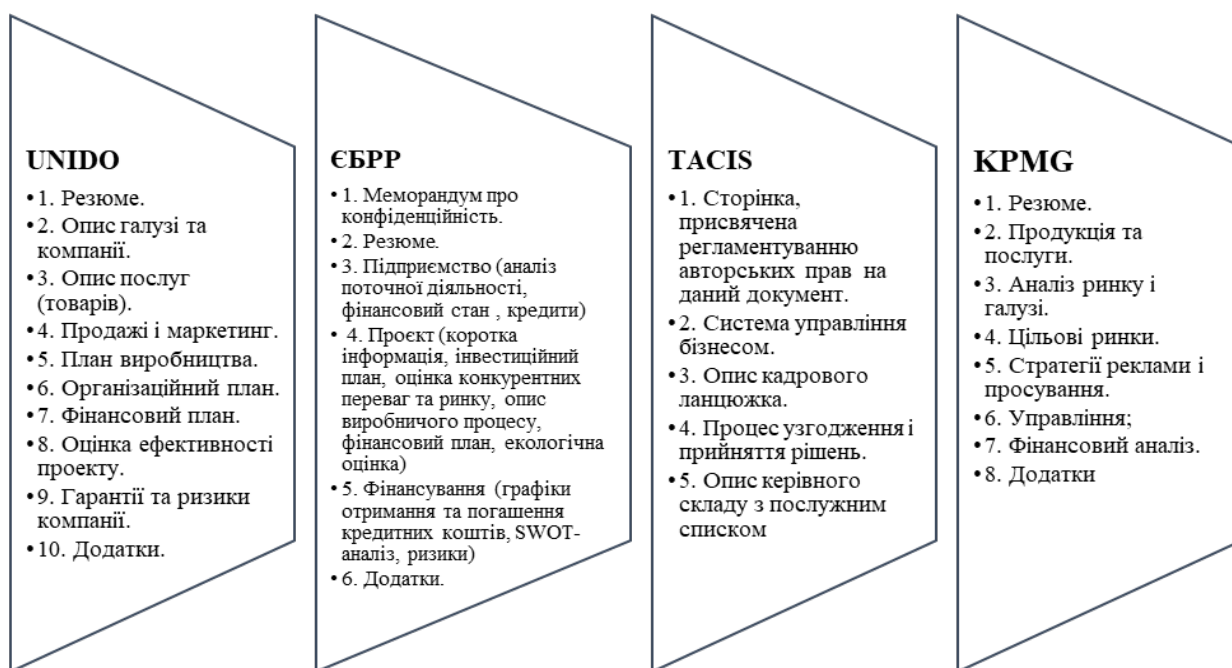 UNIDO
•1. Резюме.
•2. Опис галузі та
компанії.
•3. Опис послуг
(товарів).
•4. Продажі і маркетинг.
•5. План виробництва.
•6. Організаційний план.
•7. Фінансовий план.
•8. Оцінка ефективності
проекту.
•9. Гарантії та ризики
компанії.
•10. Додатки.
ЄБРР
•1. Меморандум про
конфіденційність.
•2. Резюме.
•3. Підприємство (аналіз
поточної діяльності,
фінансовий стан , кредити)
• 4. Проєкт (коротка
інформація, інвестиційний
план, оцінка конкурентних
переваг та ринку, опис
виробничого процесу,
фінансовий план, екологічна
оцінка)
•5. Фінансування (графіки
отримання та погашення
кредитних коштів, SWOT-
аналіз, ризики)
•6. Додатки.
TACIS
•1. Сторінка,
присвячена
регламентуванню
авторських прав на
даний документ.
•2. Система управління
бізнесом.
•3. Опис кадрового
ланцюжка.
•4. Процес узгодження і
прийняття рішень.
•5. Опис керівного
складу з послужним
списком
KPMG
•1. Резюме.
•2. Продукція та
послуги.
•3. Аналіз ринку і
галузі.
•4. Цільові ринки.
•5. Стратегії реклами і
просування.
•6. Управління;
•7. Фінансовий аналіз.
•8. Додатки